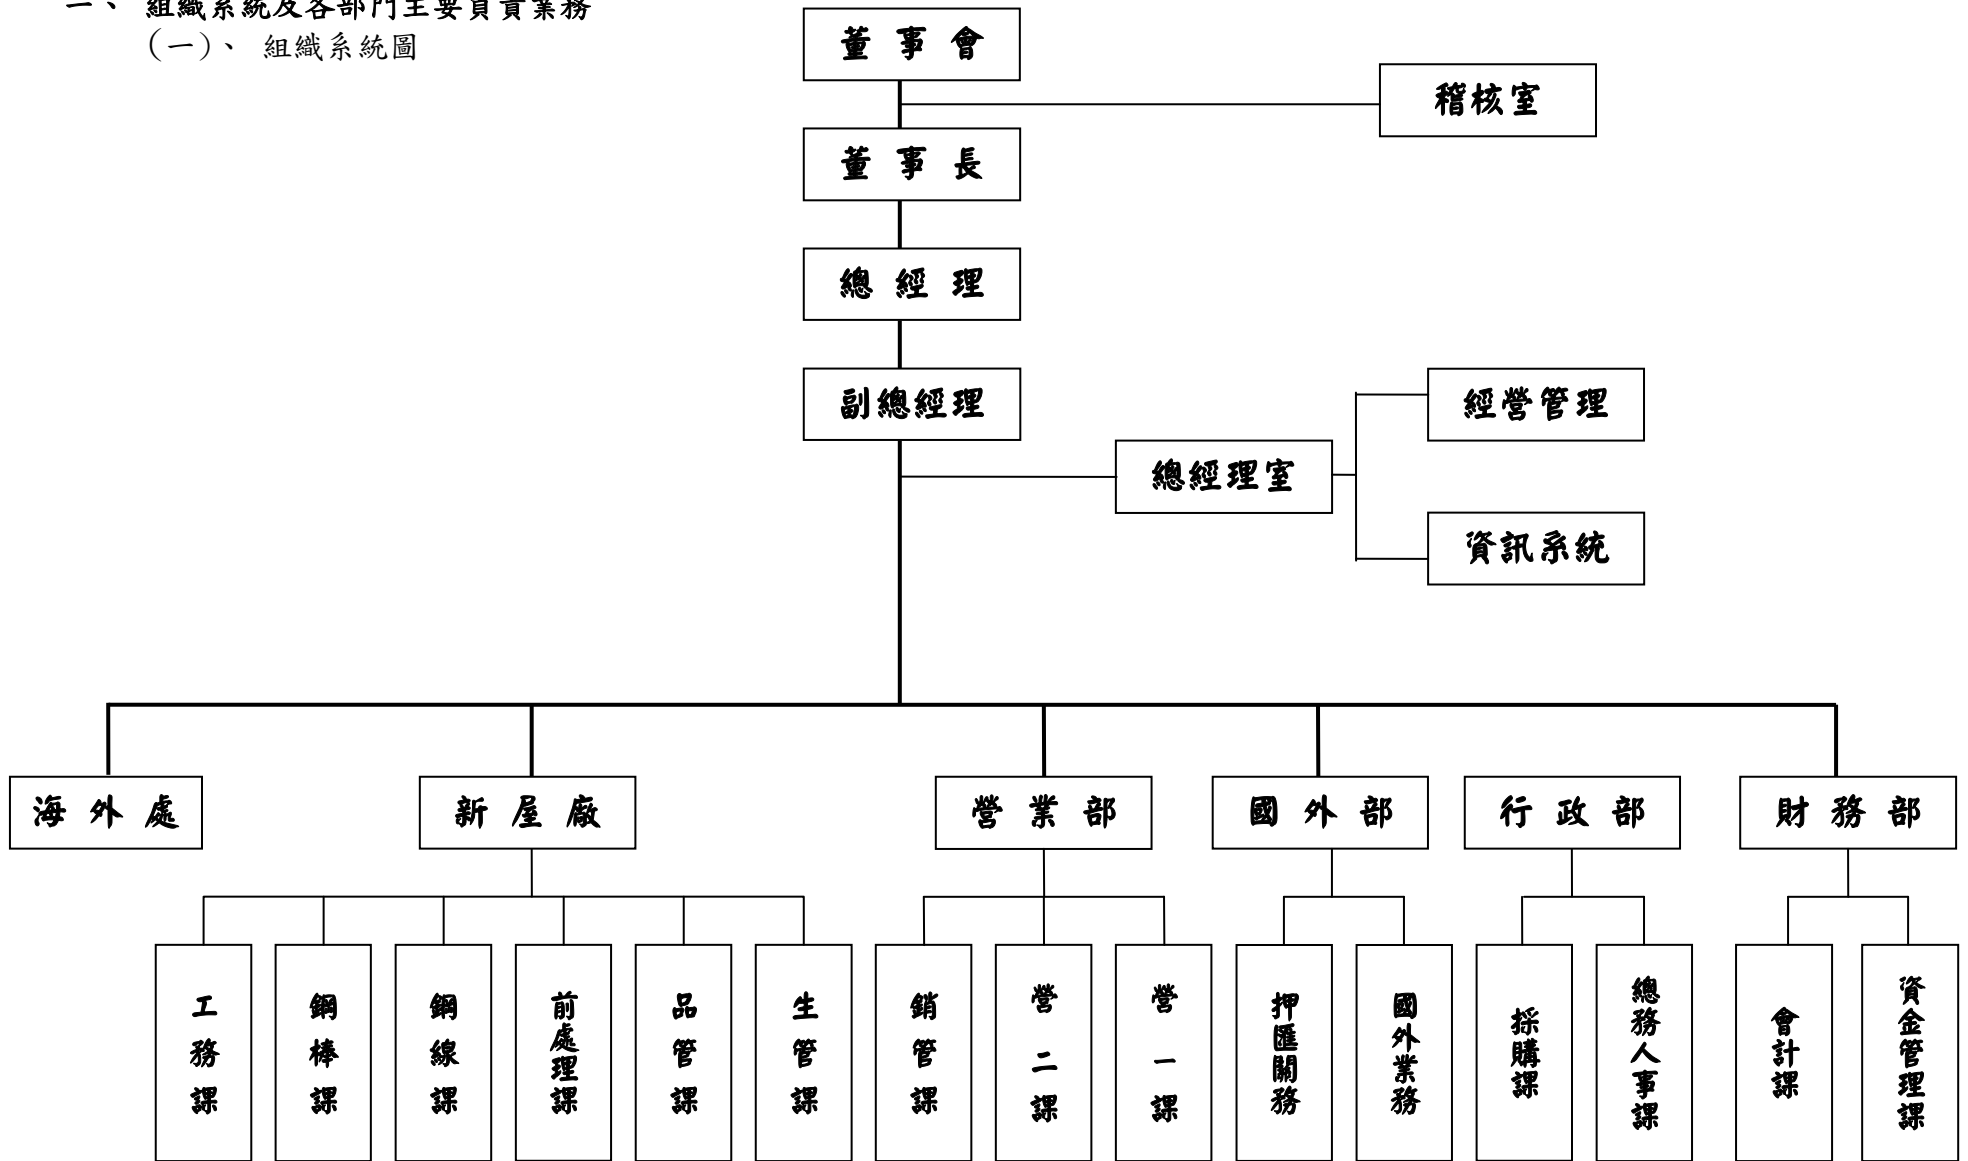 一、 組織系統及各部門主要負責業務
(一)、 組織系統圖
董 事 會
稽核室
董 事 長
總 經 理
副總經理
經營管理
總經理室
資訊系統
海 外 處
新 屋 廠
營 業 部
國 外 部
行 政 部
財 務 部
工務課
鋼棒課
鋼線課
前處理課
品管課
生管課
銷管課
營二課
營一課
押匯關務
國外業務
採購課
總務人事課
會計課
資金管理課